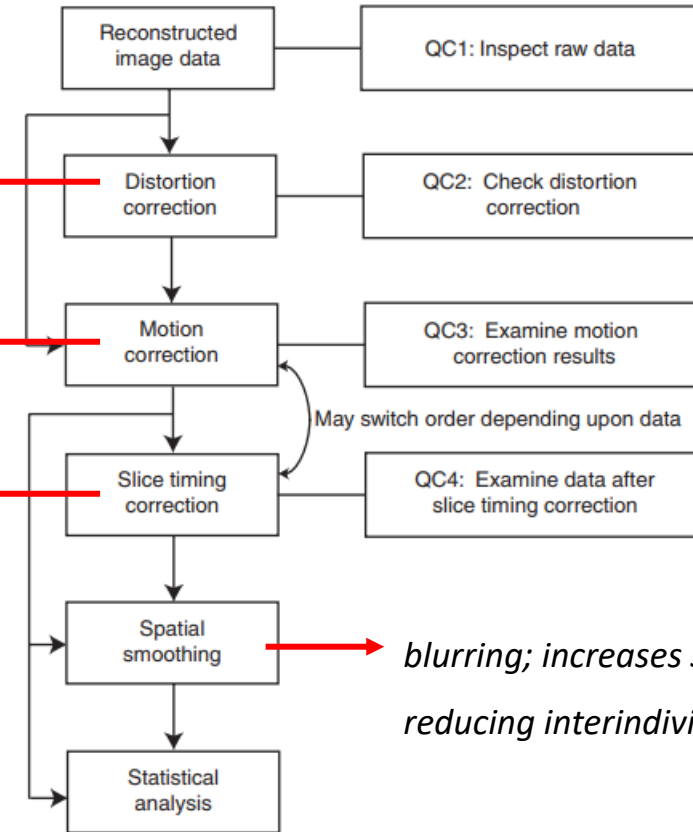 Reconstructed
image data
QC1: Inspect raw data
Distortion
correction
QC2: Check distortion
correction
Motion
correction
QC3: Examine motion
correction results
May switch order depending upon data
Slice timing
correction
QC4: Examine data after
slice timing correction
Spatial
smoothing
blurring; increases
reducing
Statistical
analysis